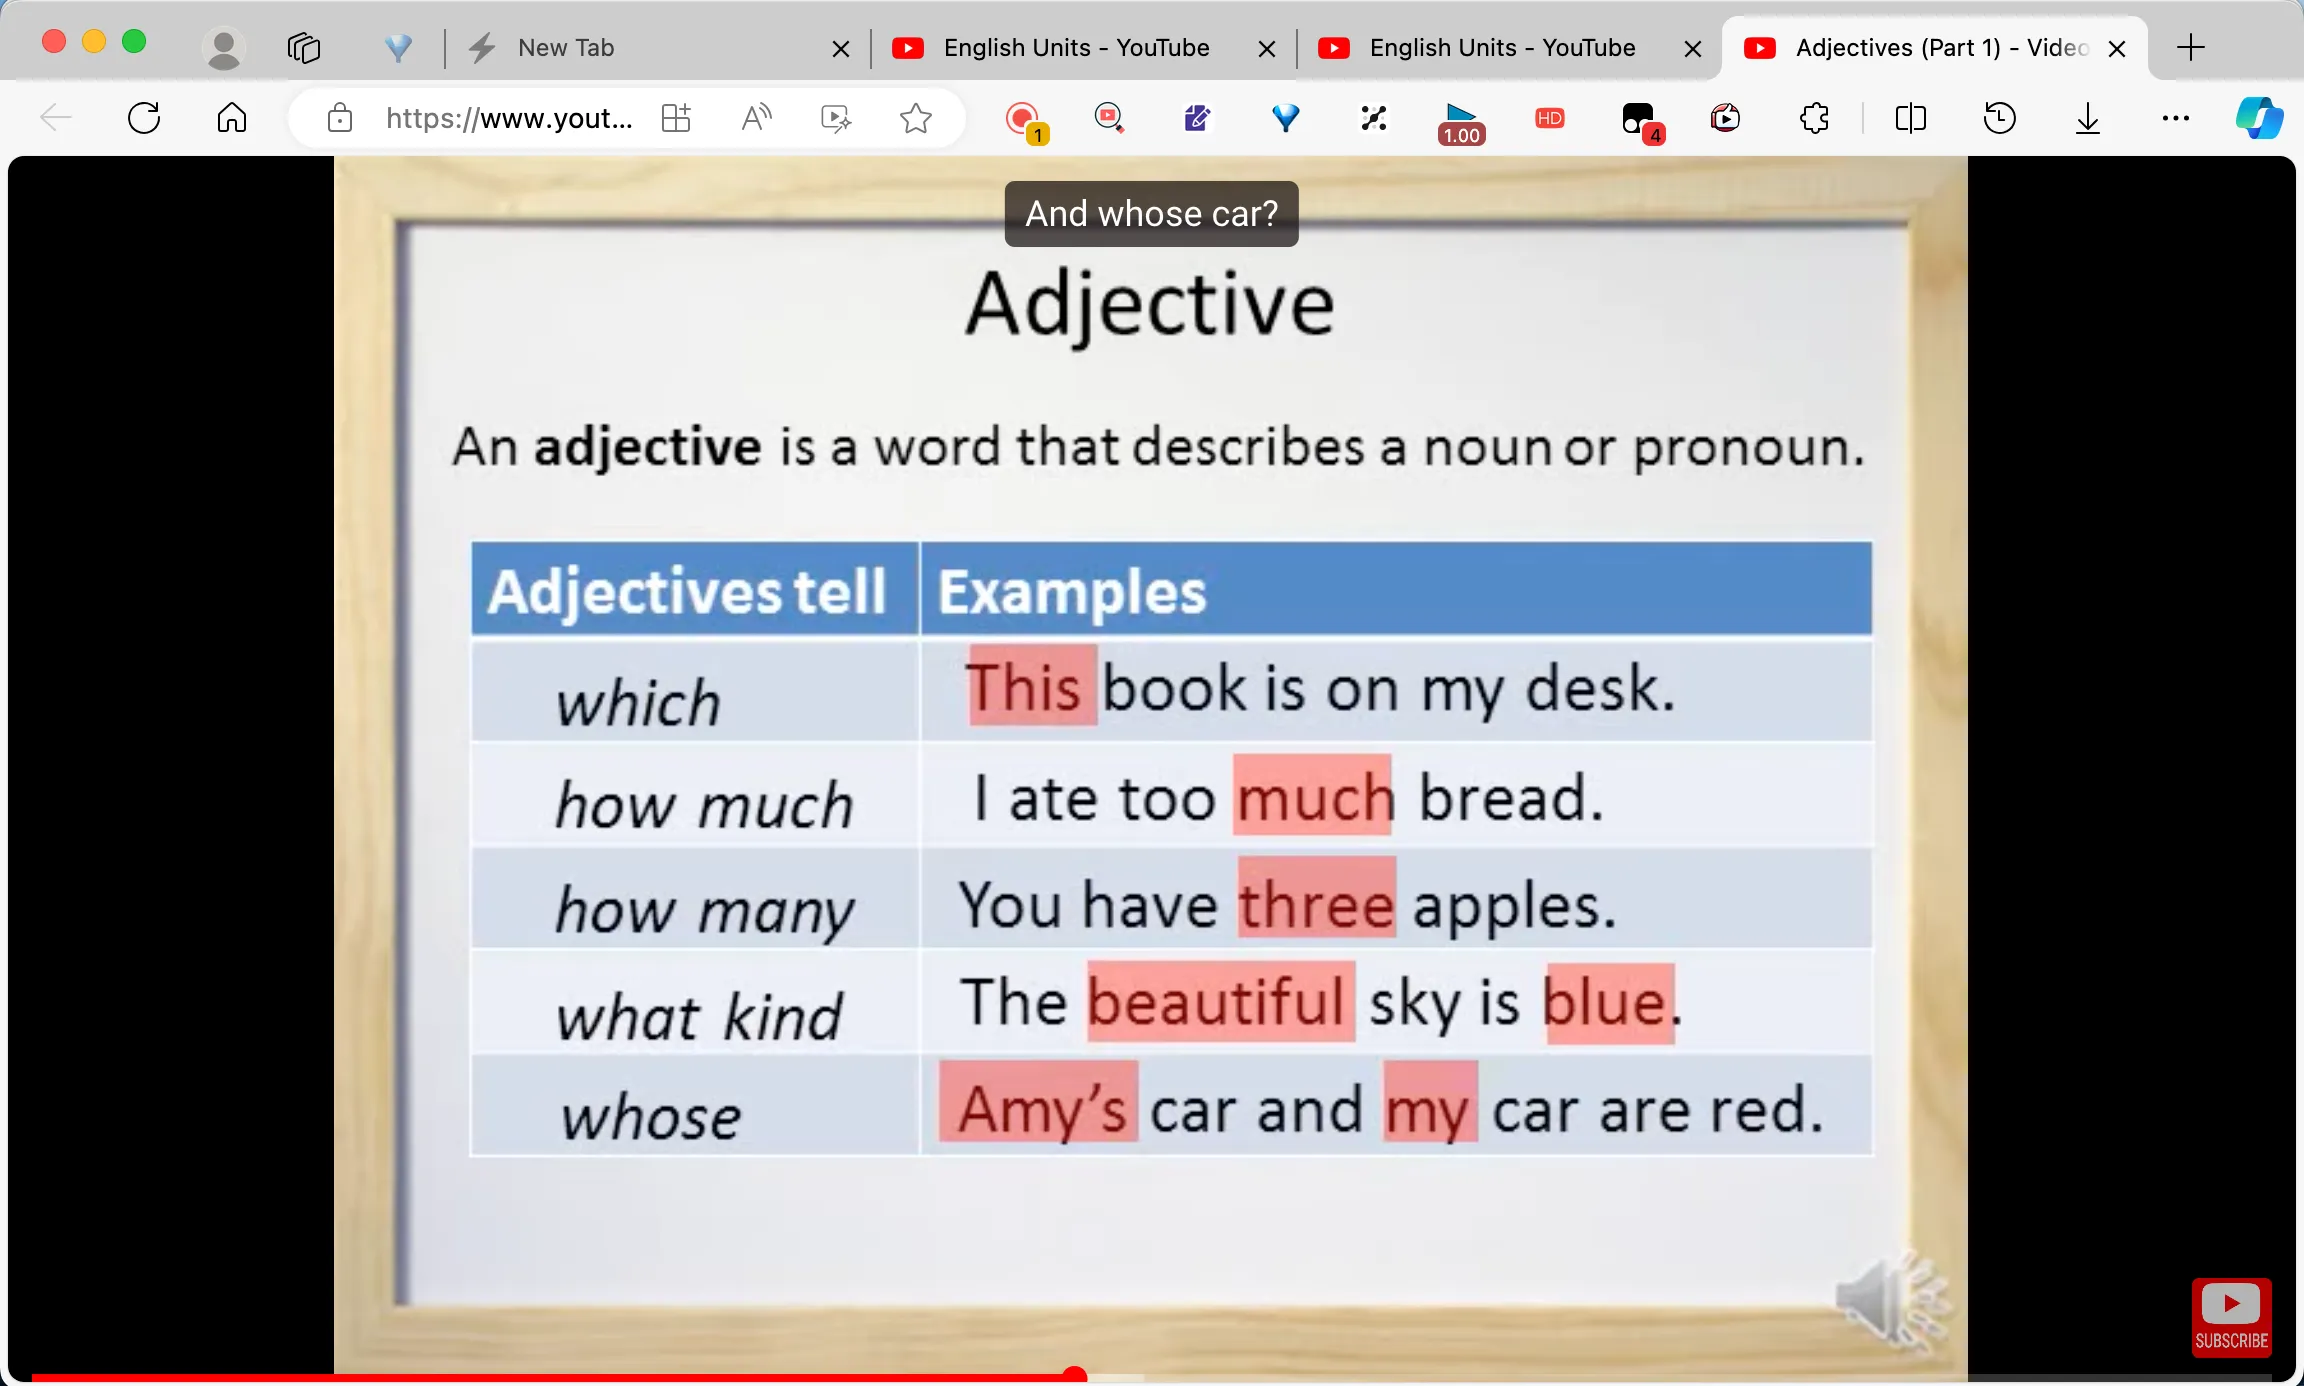 New Tab
English Units - YouTube
English Units - YouTube
Adjectives (Part 1) - Video
https://www.yout...
1
1.00
HD
4
And whose car?
Adjective
An adjective is a word that describes a noun or pronoun.
Adjectives tell Examples
which This book is on my desk.
how much I ate too much bread.
how many You have three apples.
what kind The beautiful sky is blue.
whose Amy's car and my car are red.
SUBSCRIBE